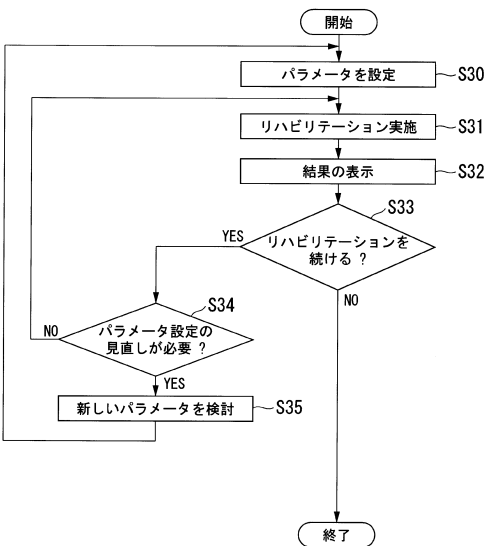 開始
パラメータを設定
S30
リハビリテーション実施
S31
結果の表示
S32
S33
リハビリテーションを
続ける ?
YES
NO
S34
パラメータ設定の
見直しが必要 ?
NO
YES
新しいパラメータを検討
S35
終了